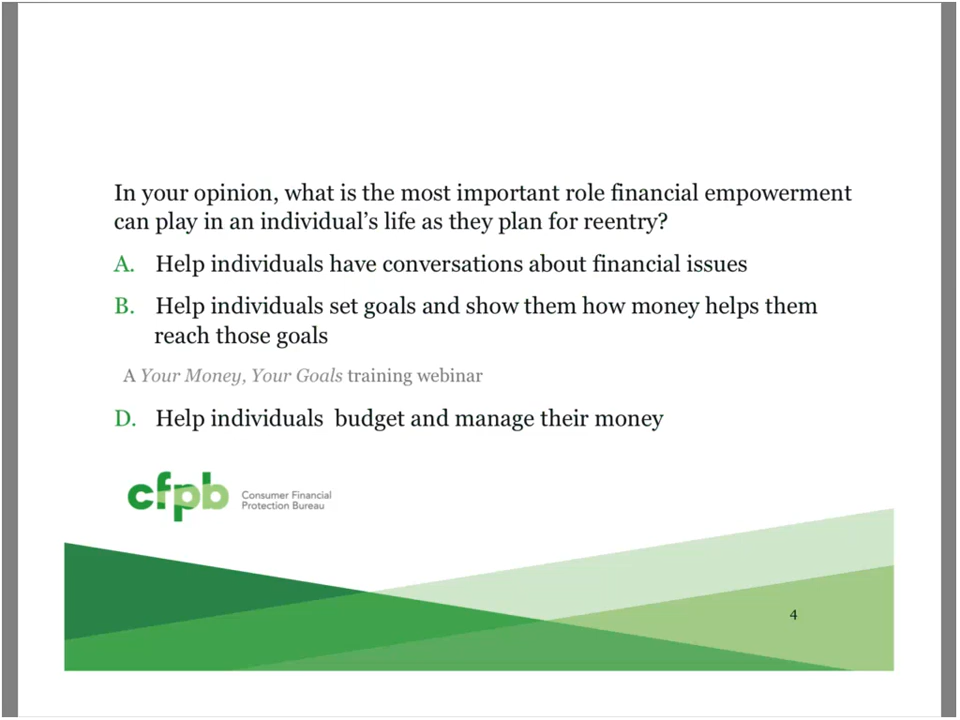 In your opinion, what is the most important role financial empowerment
can play in an individual's life as they plan for reentry?
A. Help individuals have conversations about financial issues
B. Help individuals set goals and show them how money helps them
reach those goals
A Your Money, Your Goals training webinar
D. Help individuals  budget and manage their money
cfpb
Consumer Financial
Protection Bureau
4